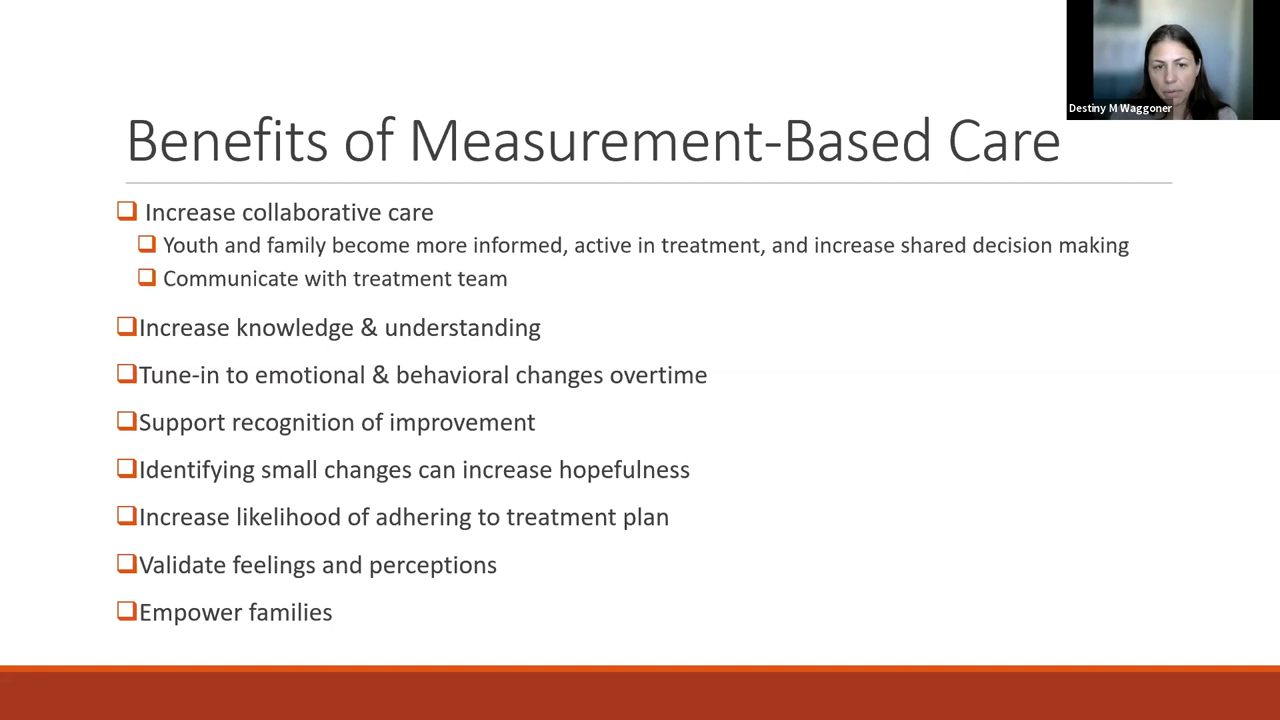 Destiny M Waggoner
Benefits of Measurement-Based Care
Increase collaborative care
Youth and family become more informed, active in treatment, and increase shared decision making
Communicate with treatment team
Increase knowledge & understanding
Tune-in to emotional & behavioral changes overtime
Support recognition of improvement
Identifying small changes can increase hopefulness
Increase likelihood of adhering to treatment plan
Validate feelings and perceptions
Empower families